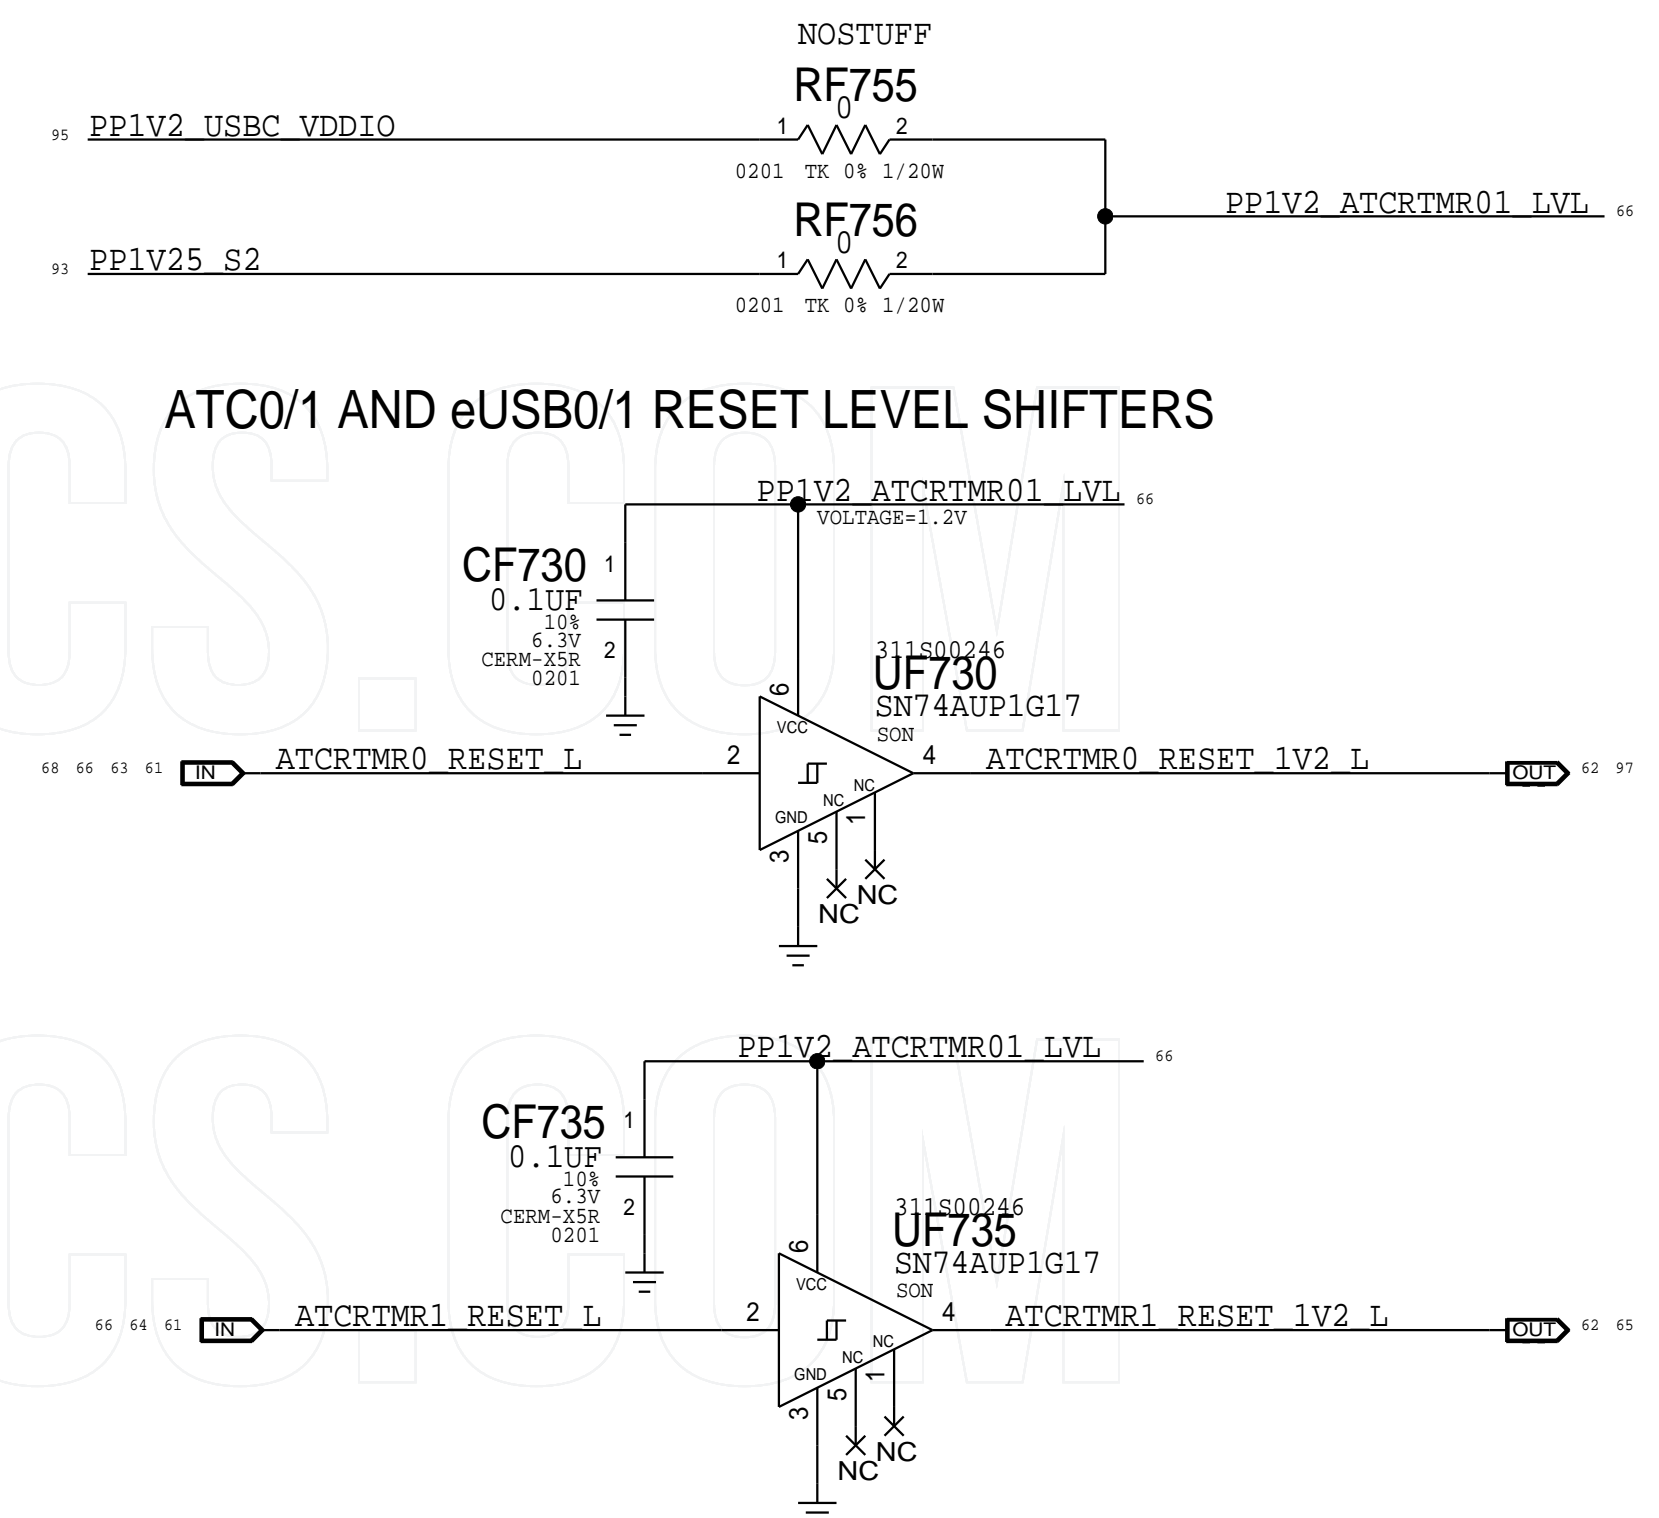 NOSTUFF
RF755
0
95 PP1V2_USBC_VDDIO 1 2
0201 TK 0% 1/20W
PP1V2_ATCRTMR01_LVL 66
RF756
0
93 PP1V25_S2 1 2
0201 TK 0% 1/20W
ATC0/1 AND eUSB0/1 RESET LEVEL SHIFTERS
PP1V2_ATCRTMR01_LVL 66
VOLTAGE=1.2V
CF730 1
0.1UF
10%
6.3V
CERM-X5R 2
0201
311S00246
UF730
SN74AUP1G17
SON
6
VCC
68 66 63 61 IN ATCRTMR0_RESET_L 2 4 ATCRTMR0_RESET_1V2_L OUT 62 97
NC
NC
GND
3 5 1
NC NC
PP1V2_ATCRTMR01_LVL 66
CF735 1
0.1UF
10%
6.3V
CERM-X5R 2
0201
311S00246
UF735
SN74AUP1G17
SON
6
VCC
66 64 61 IN ATCRTMR1_RESET_L 2 4 ATCRTMR1_RESET_1V2_L OUT 62 65
NC
NC
GND
3 5 1
NC NC
CS.COM
CS.COM